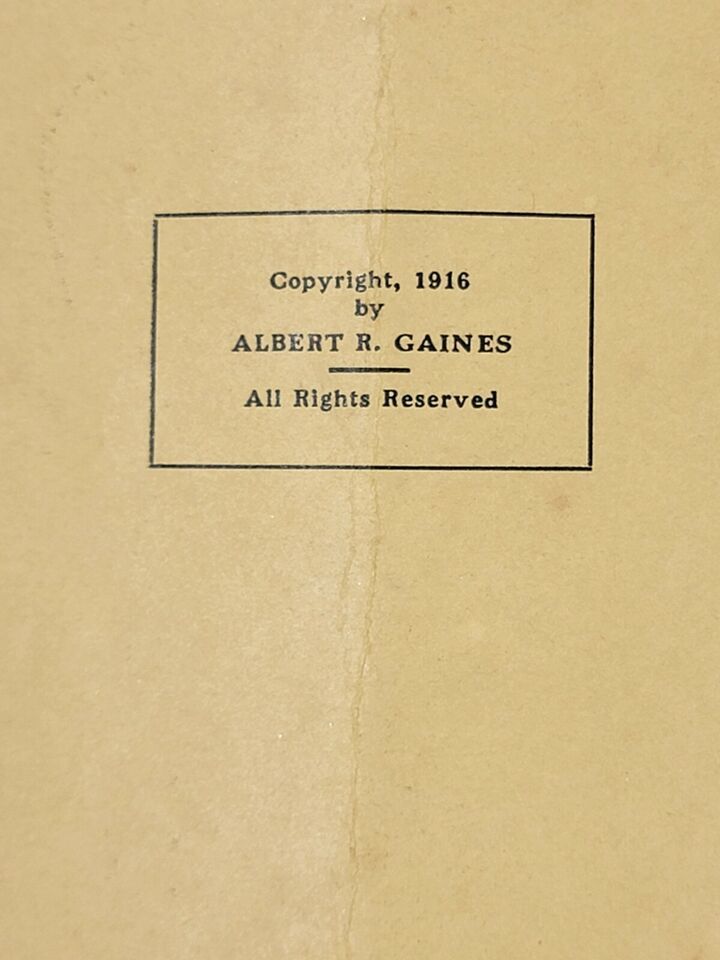 Copyright, 1916
by
ALBERT R. GAINES
All Rights Reserved